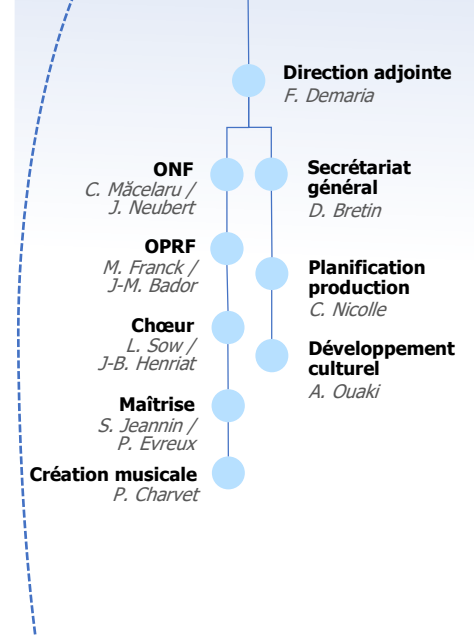 Direction adjointe
F. Demaria
ONF
C. Măcelaru /
J. Neubert
OPRF
M. Franck /
J-M. Bador
Chœur
L. Sow /
J-B. Henriat
Maîtrise
S. Jeannin /
P. Evreux
Création musicale
P. Charvet
Secrétariat
général
D. Bretin
Planification
production
C. Nicolle
Développement
culturel
A. Ouaki